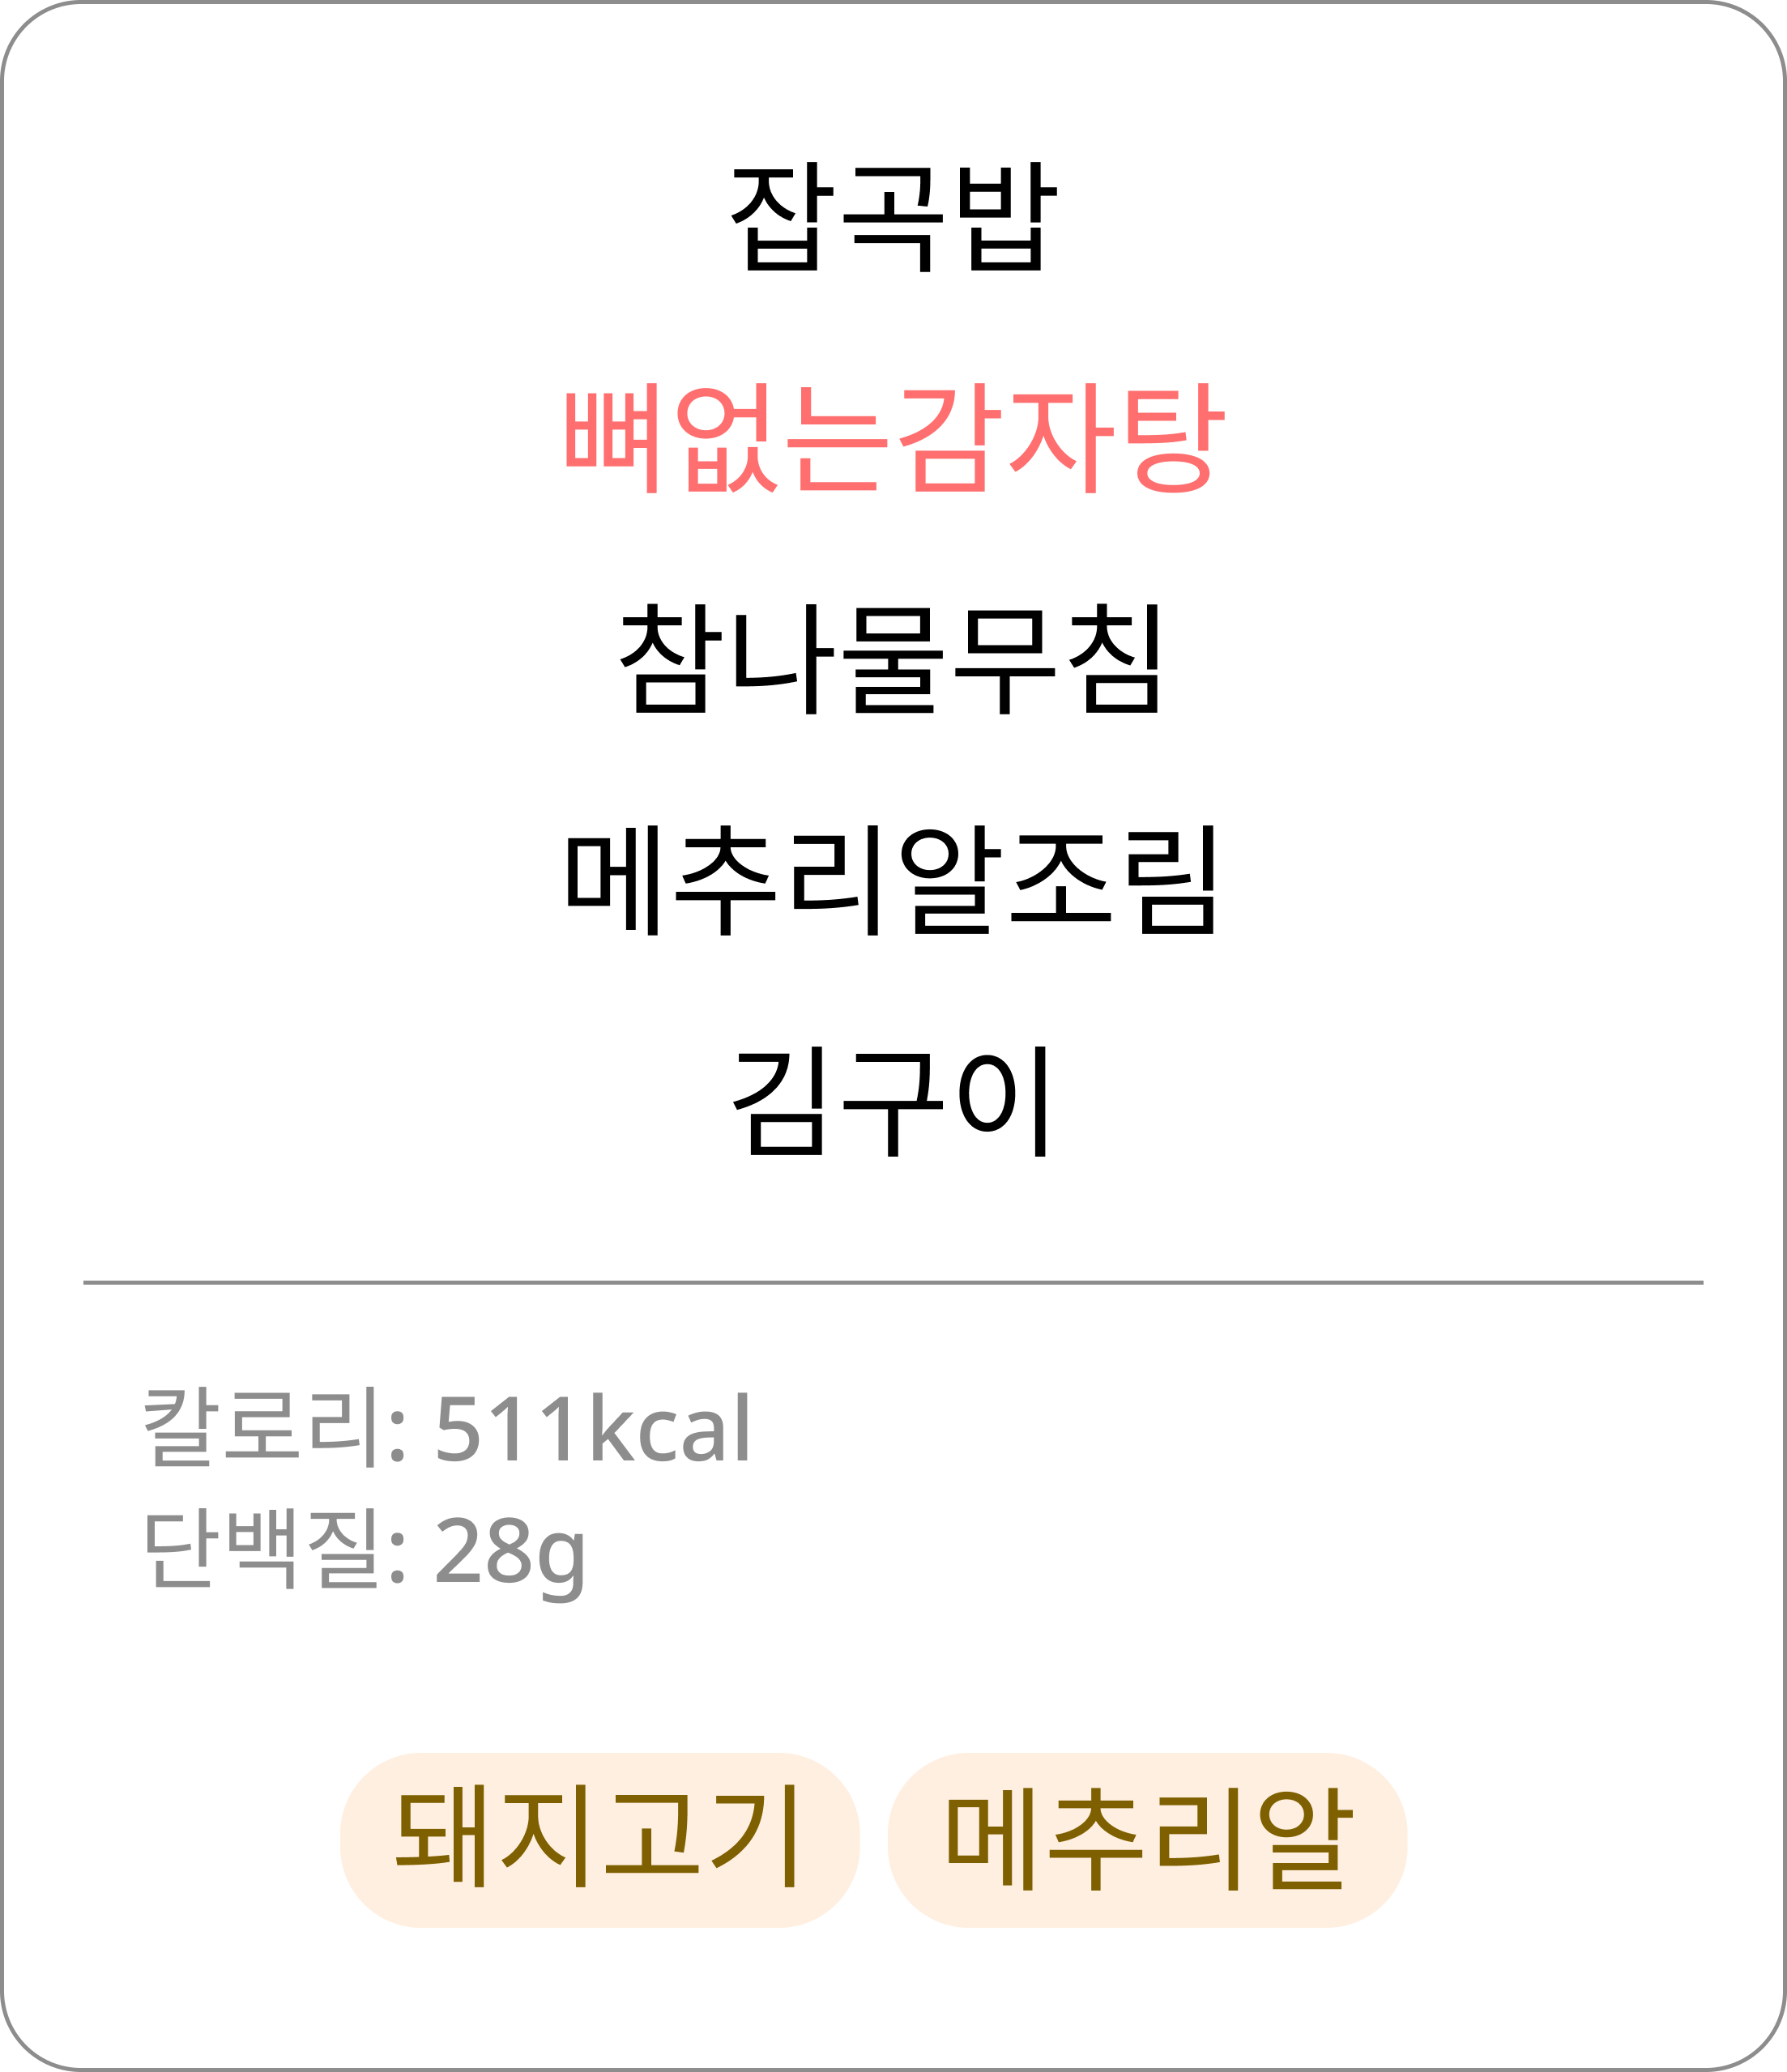 잡곡밥
뼈없는감자탕
참나물무침
메추리알조림
김구이
칼로리: 511kcal
단백질: 28g
돼지고기 메추리알